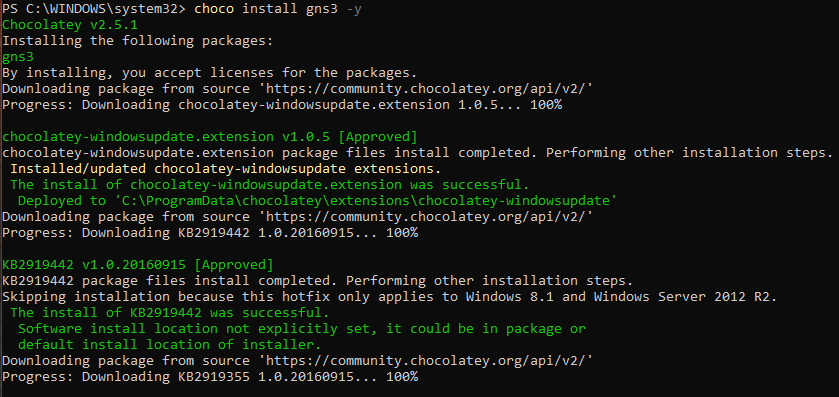 PS C:\WINDOWS\system32> choco install gns3 -y
Chocolatey v2.5.1
Installing the following packages:
gns3
By installing, you accept licenses for the packages.
Downloading package from source 'https://community.chocolatey.org/api/v2/'
Progress: Downloading chocolatey-windowsupdate.extension 1.0.5... 100%
chocolatey-windowsupdate.extension v1.0.5 [Approved]
chocolatey-windowsupdate.extension package files install completed. Performing other installation steps.
Installed/updated chocolatey-windowsupdate extensions.
The install of chocolatey-windowsupdate.extension was successful.
Deployed to 'C:\ProgramData\chocolatey\extensions\chocolatey-windowsupdate'
Downloading package from source 'https://community.chocolatey.org/api/v2/'
Progress: Downloading KB2919442 1.0.20160915... 100%
KB2919442 v1.0.20160915 [Approved]
KB2919442 package files install completed. Performing other installation steps.
Skipping installation because this hotfix only applies to Windows 8.1 and Windows Server 2012 R2.
The install of KB2919442 was successful.
Software install location not explicitly set, it could be in package or
default install location of installer.
Downloading package from source 'https://community.chocolatey.org/api/v2/'
Progress: Downloading KB2919355 1.0.20160915... 100%